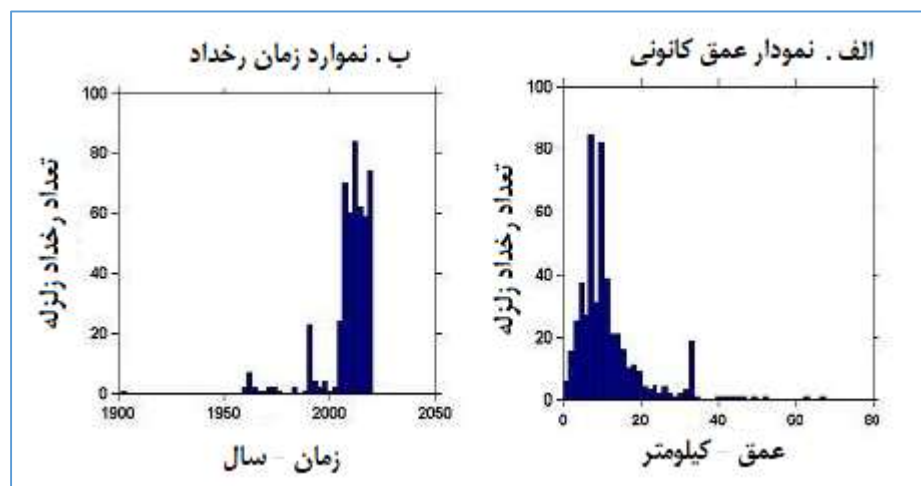 الف . نمودار عمق کانونی
100
80
60
40
20
0
تعداد رخداد زلزله
0 20 40 60 80
عمق – کیلومتر
ب . نموارد زمان رخداد
100
80
60
40
20
0
تعداد رخداد زلزله
1900 1950 2000 2050
زمان – سال